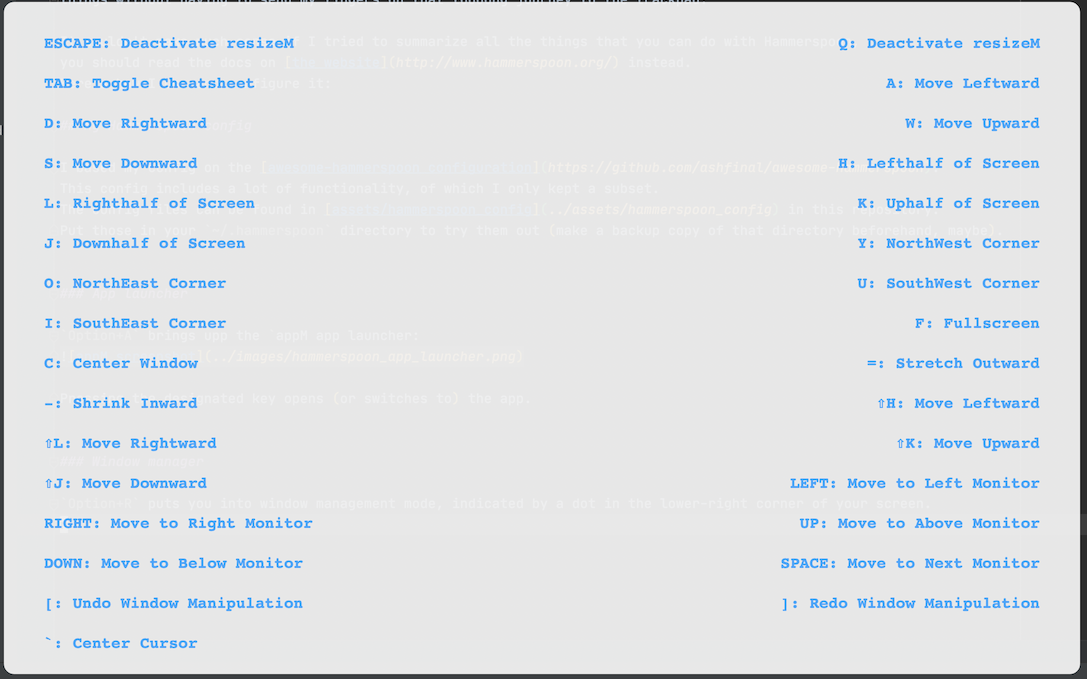 ESCAPE: Deactivate resizeM Q: Deactivate resizeM
TAB: Toggle Cheatsheet A: Move Leftward
D: Move Rightward W: Move Upward
S: Move Downward H: Lefthalf of Screen
L: Righthalf of Screen K: Uphalf of Screen
J: Downhalf of Screen Y: NorthWest Corner
O: NorthEast Corner U: SouthWest Corner
I: SouthEast Corner F: Fullscreen
C: Center Window =: Stretch Outward
-: Shrink Inward ⇧H: Move Leftward
⇧L: Move Rightward ⇧K: Move Upward
⇧J: Move Downward LEFT: Move to Left Monitor
RIGHT: Move to Right Monitor UP: Move to Above Monitor
DOWN: Move to Below Monitor SPACE: Move to Next Monitor
[: Undo Window Manipulation ]: Redo Window Manipulation
`: Center Cursor